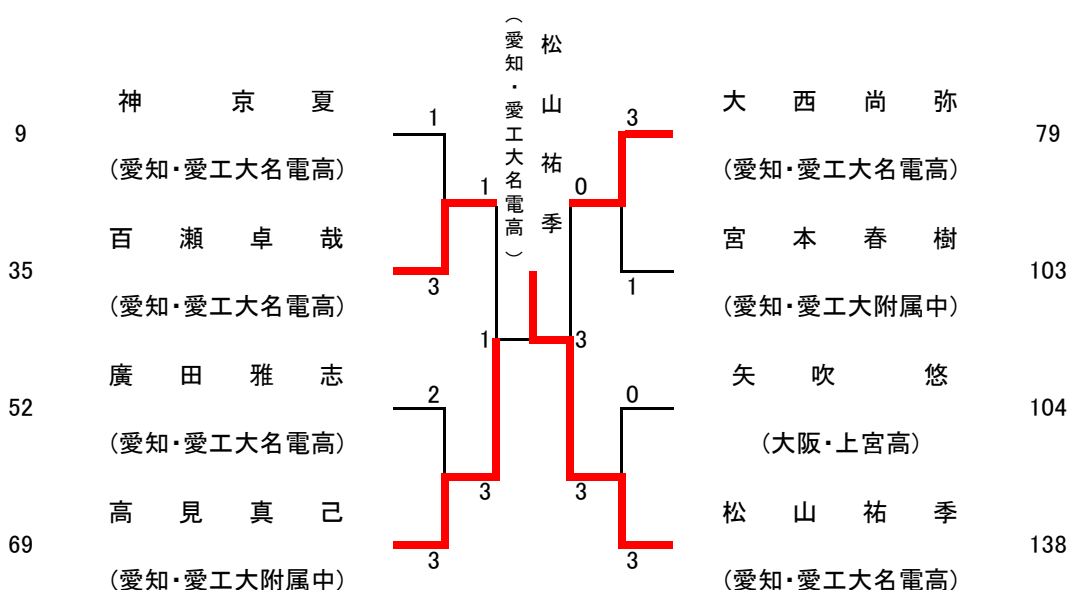 松山祐季
(愛知・愛工大名電高)
神京夏
1
3
大西尚弥
9
79
(愛知・愛工大名電高)
1
0
(愛知・愛工大名電高)
百瀬卓哉
宮本春樹
35
3
1
103
(愛知・愛工大名電高)
(愛知・愛工大附属中)
1
3
廣田雅志
矢吹悠
52
2
0
104
(愛知・愛工大名電高)
(大阪・上宮高)
3
3
高見真己
松山祐季
69
3
3
138
(愛知・愛工大附属中)
(愛知・愛工大名電高)